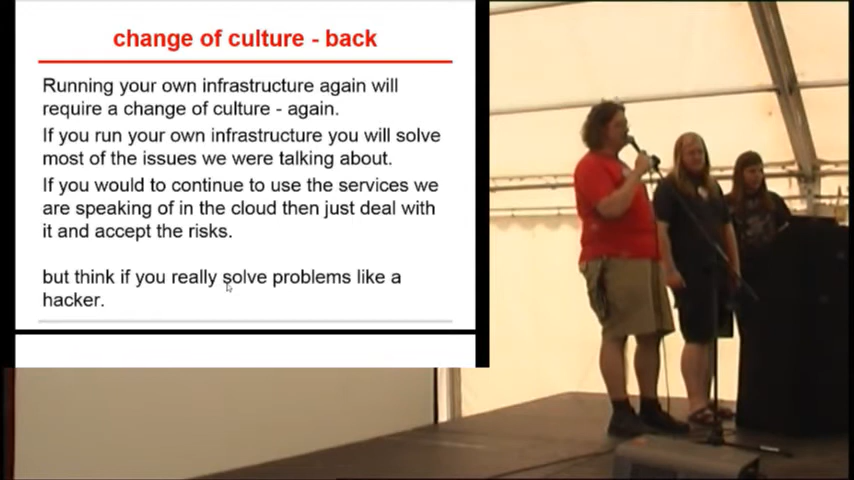 change of culture - back
Running your own infrastructure again will
require a change of culture - again.
If you run your own infrastructure you will solve
most of the issues we were talking about.
If you would to continue to use the services we
are speaking of in the cloud then just deal with
it and accept the risks.
but think if you really solve problems like a
hacker.